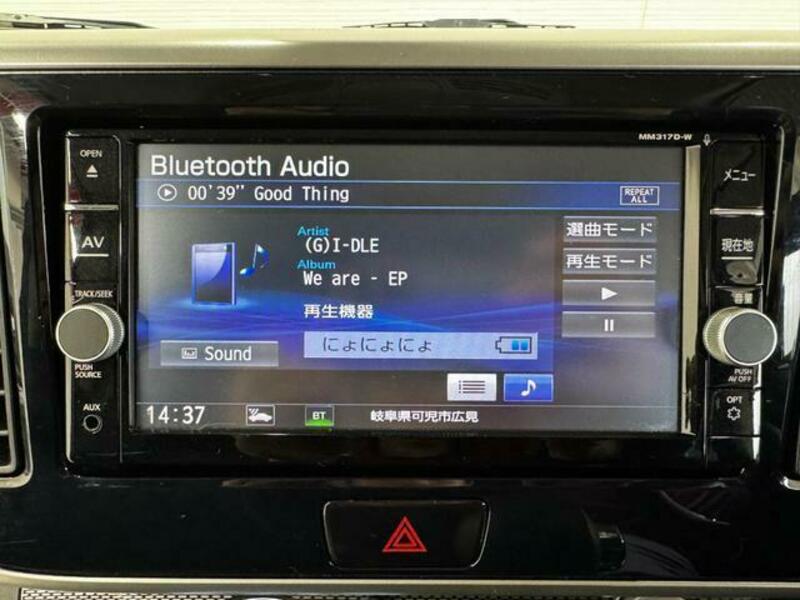 MM317D-W
OPEN
Bluetooth Audio
メニュー
00'39" Good Thing
REPEAT ALL
AV
Artist
(G)I-DLE
選曲モード
現在地
Album
We are - EP
再生モード
TRACK/SEEK
再生機器
音量
Sound
にょにょにょ
PUSH SOURCE
PUSH AV OFF
AUX
14:37
BT
岐阜県可児市広見
OPT